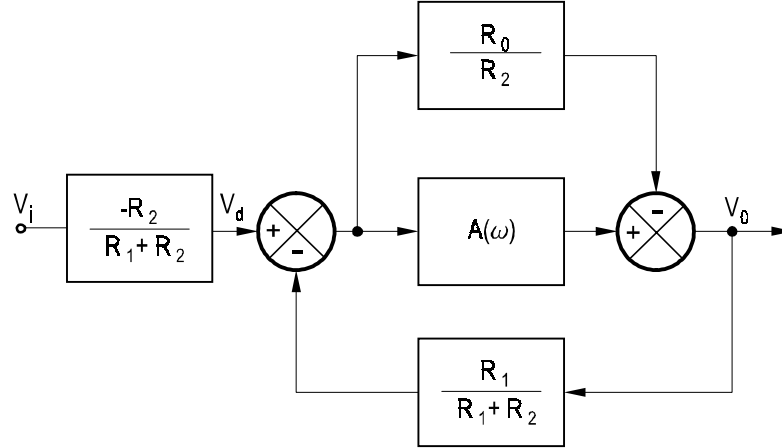 R0
R2
Vi
-R2
R1+ R2
Vd
+
-
A(ω)
-
+
V0
R1
R1+ R2